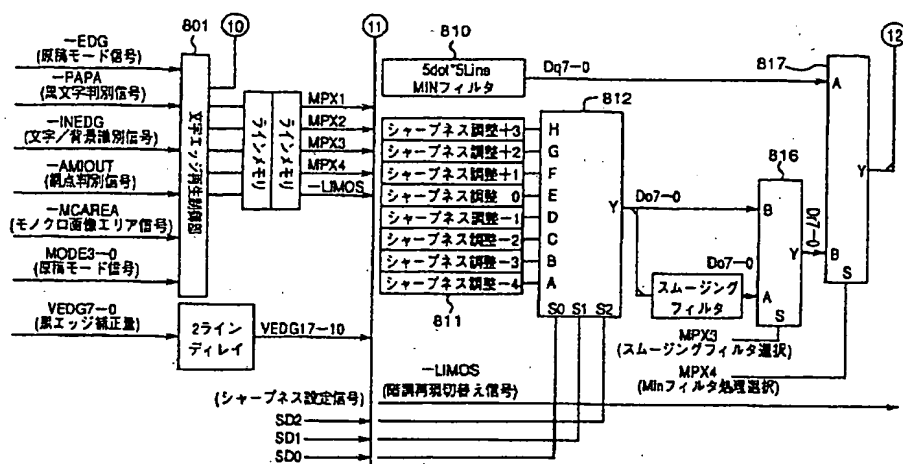 −EDG
(原稿モード信号)
−PAPA
(黒文字判別信号)
−INEDG
(文字/背景識別信号)
−AMIOUT
(網点判別信号)
−MCAREA
(モノクロ画像エリア信号)
MODE3−0
(原稿モード信号)
VEDG7−0
(黒エッジ補正量)
801
文字エッジ再生制御部
10
ラインメモリ
ラインメモリ
2ライン
ディレイ
MPX1
MPX2
MPX3
MPX4
−LIMOS
VEDG17−10
11
810
5dot*5Line
MINフィルタ
Dq7−0
812
シャープネス調整+3
シャープネス調整+2
シャープネス調整+1
シャープネス調整 0
シャープネス調整−1
シャープネス調整−2
シャープネス調整−3
シャープネス調整−4
811
H
G
F
E
D
C
B
A
Y
S0 S1 S2
Do7−0
Do7−0
スムージング
フィルタ
816
B
A
Y
S
Dr7−0
817
A
B
Y
S
12
MPX3
(スムージングフィルタ選択)
MPX4
(Minフィルタ処理選択)
−LIMOS
(階調再現切替え信号)
(シャープネス設定信号)
SD2
SD1
SD0